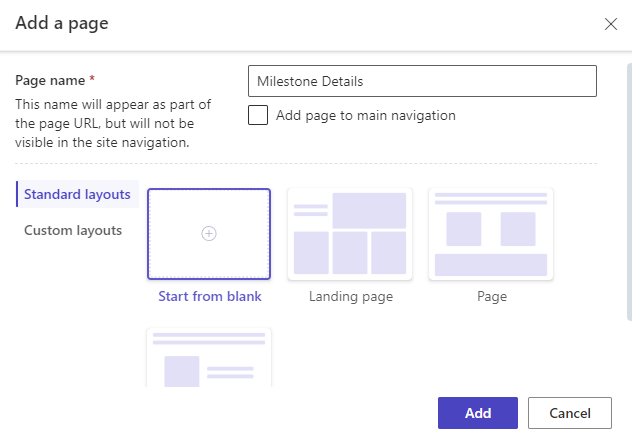 Add a page
Page name *
Milestone Details
This name will appear as part of
the page URL, but will not be
visible in the site navigation.
Add page to main navigation
Standard layouts
Custom layouts
Start from blank
Landing page
Page
Add
Cancel